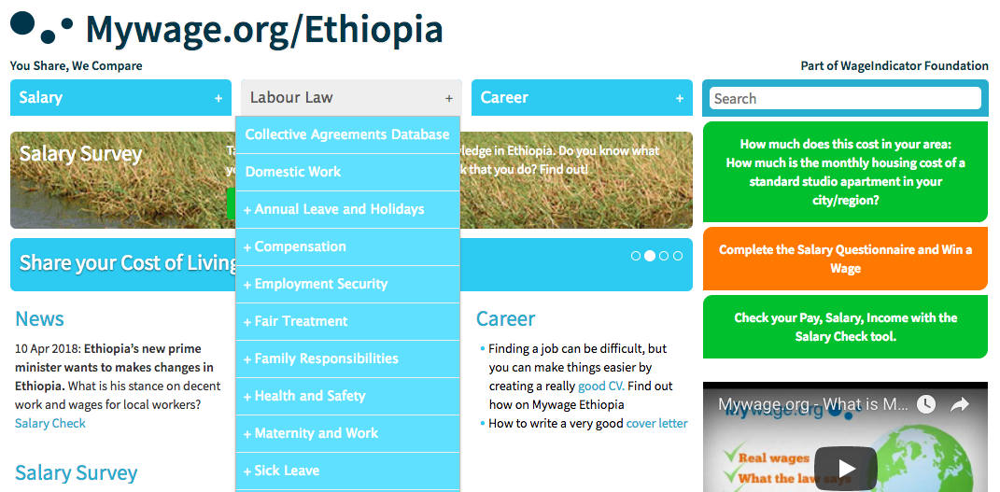 Mywage.org/Ethiopia
You Share, We Compare
Part of WageIndicator Foundation
Salary +
Labour Law +
Career +
Search
Collective Agreements Database
Domestic Work
+ Annual Leave and Holidays
+ Compensation
+ Employment Security
+ Fair Treatment
+ Family Responsibilities
+ Health and Safety
+ Maternity and Work
+ Sick Leave
Salary Survey
in Ethiopia. Do you know what
that you do? Find out!
Share your Cost of Living
News
10 Apr 2018: Ethiopia's new prime
minister wants to make changes in
Ethiopia. What is his stance on decent
work and wages for local workers?
Salary Check
Salary Survey
Career
• Finding a job can be difficult, but
you can make things easier by
creating a really good CV. Find out
how on Mywage Ethiopia
• How to write a very good cover letter
How much does this cost in your area:
How much is the monthly housing cost of a
standard studio apartment in your
city/region?
Complete the Salary Questionnaire and Win a
Wage
Check your Pay, Salary, Income with the
Salary Check tool.
Mywage.org - What is M...
Mywage.org
Real wages
What the law says